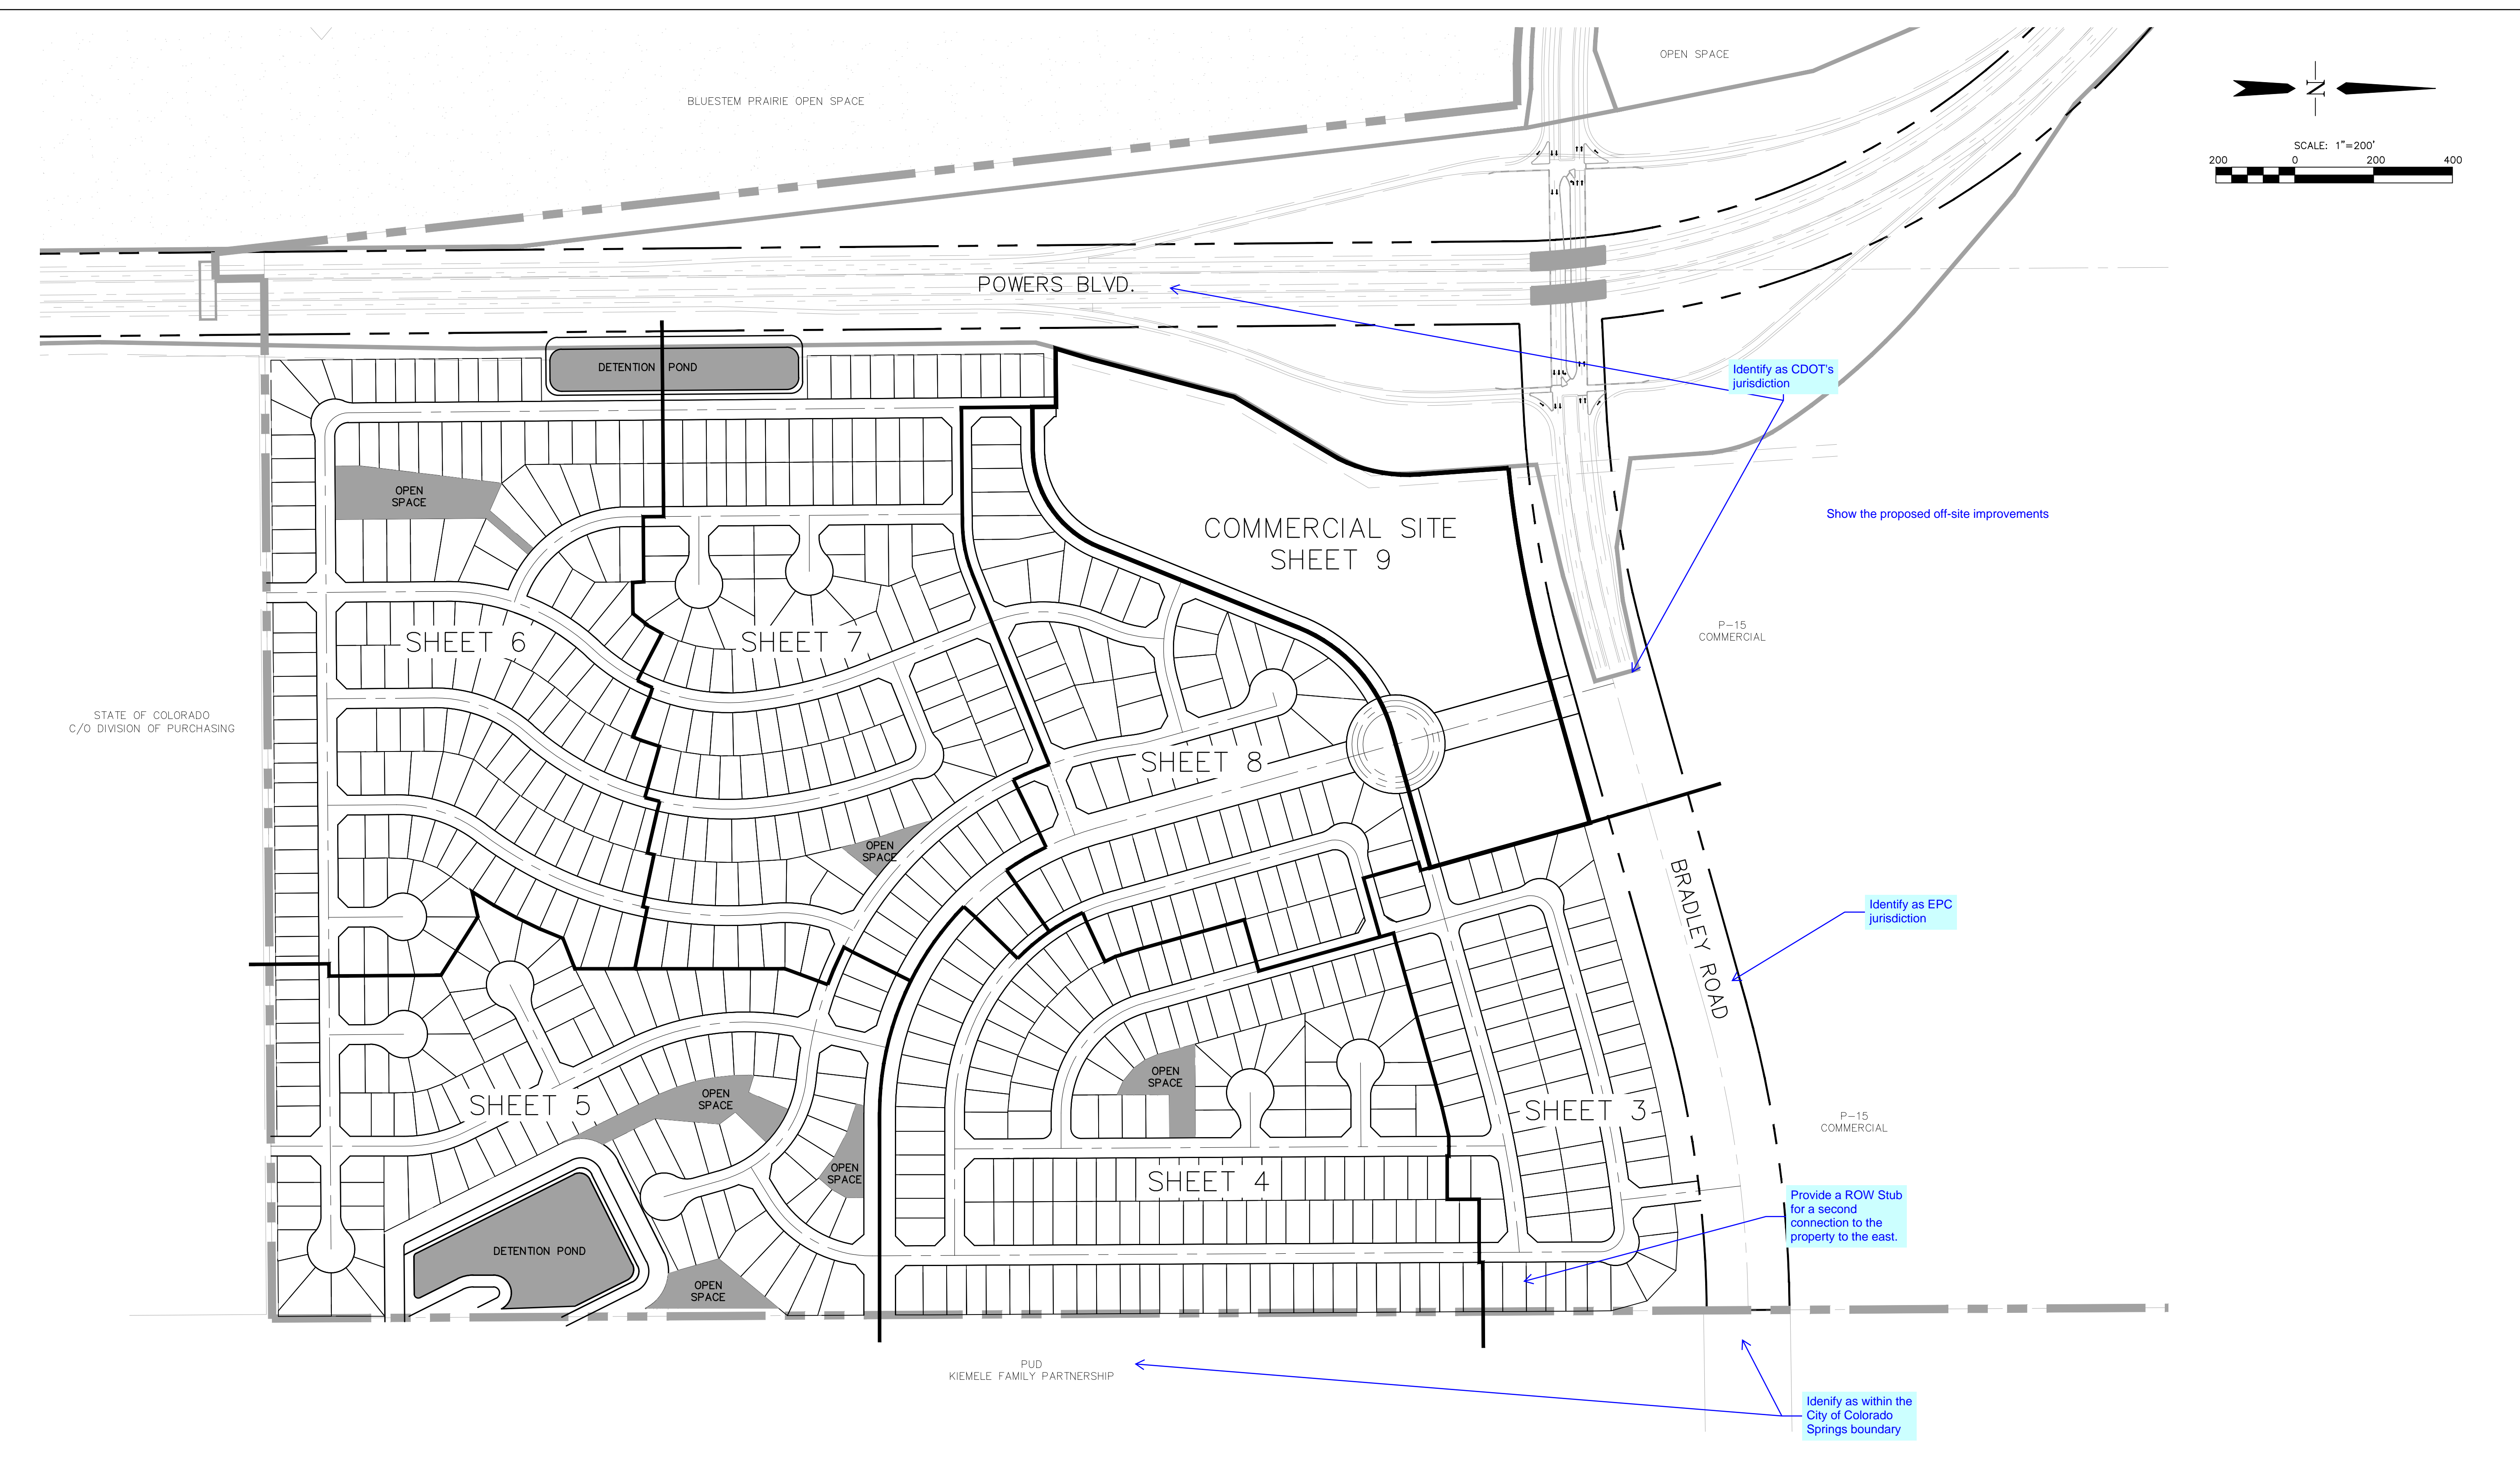 OPEN SPACE
BLUESTEM PRAIRIE OPEN SPACE
N
SCALE: 1"=200'
200 0 200 400
POWERS BLVD.
DETENTION POND
Identify as CDOT's
jurisdiction
OPEN
SPACE
Show the proposed off-site improvements
COMMERCIAL SITE
SHEET 9
P-15
COMMERCIAL
SHEET 6
SHEET 7
STATE OF COLORADO
C/O DIVISION OF PURCHASING
SHEET 8
OPEN
SPACE
BRADLEY ROAD
Identify as EPC
jurisdiction
OPEN
SPACE
OPEN
SPACE
SHEET 5
SHEET 3
P-15
COMMERCIAL
OPEN
SPACE
SHEET 4
Provide a ROW Stub
for a second
connection to the
property to the east.
DETENTION POND
OPEN
SPACE
PUD
KIEMELE FAMILY PARTNERSHIP
Idenify as within the
City of Colorado
Springs boundary